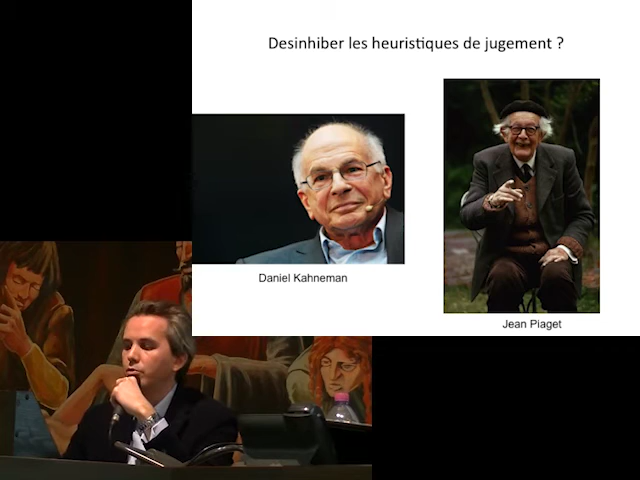 Desinhiber les heuristiques de jugement ?
Daniel Kahneman
Jean Piaget